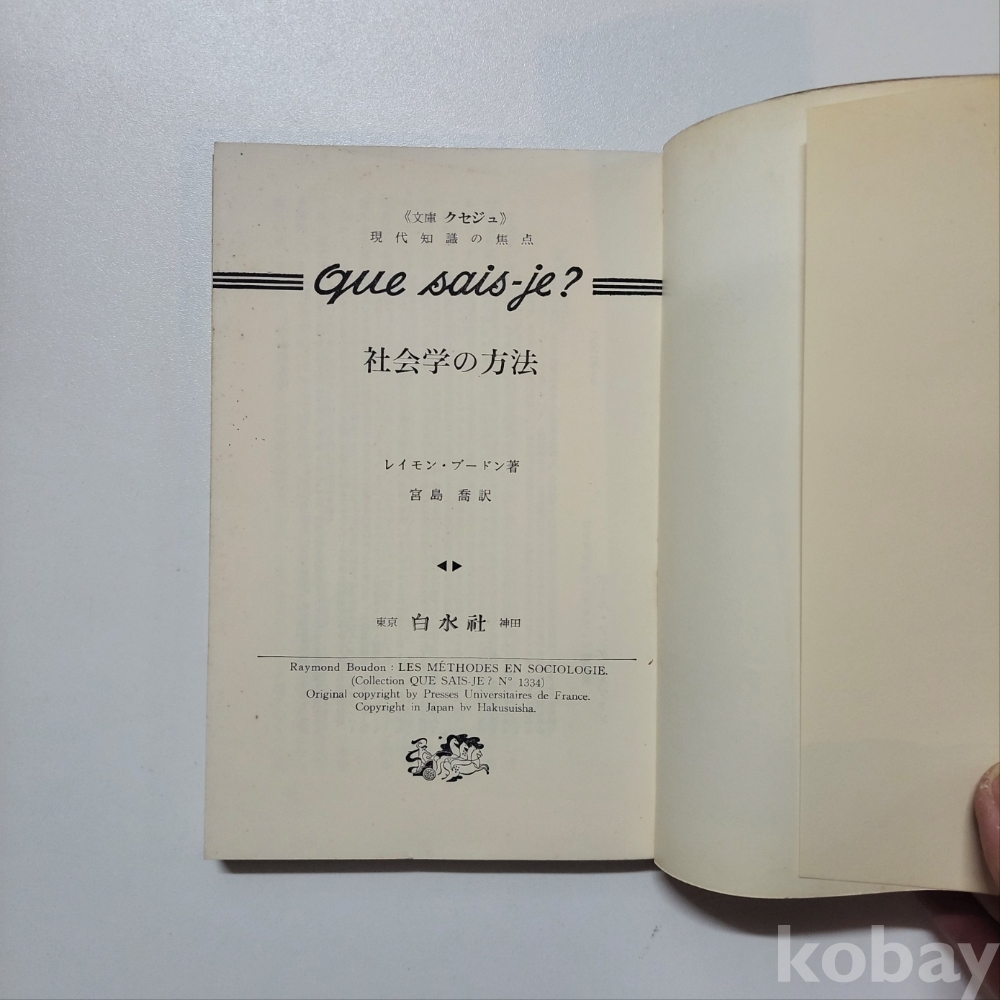 《文庫 クセジュ》
現代知識の焦点
Que sais-je?
社会学の方法
レイモン・ブードン著
宮島 喬訳
東京 白水社 神田
Raymond Boudon : LES MÉTHODES EN SOCIOLOGIE.
(Collection QUE SAIS-JE? N° 1334)
Original copyright by Presses Universitaires de France.
Copyright in Japan by Hakusuisha.
kobay